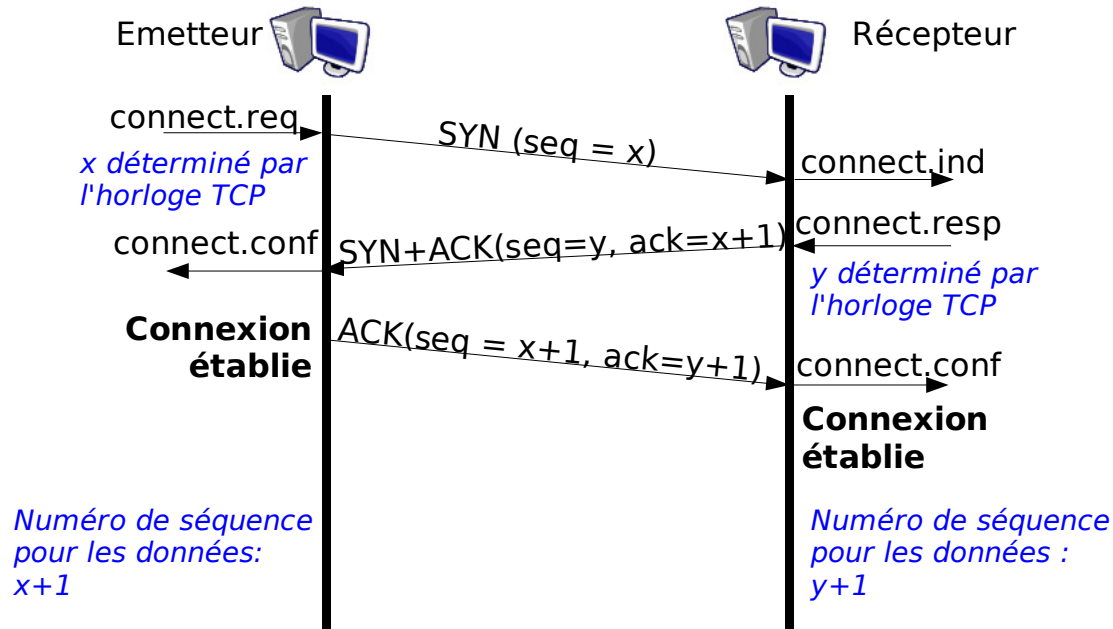 Emetteur
Récepteur
connect.req
SYN (seq = x)
connect.ind
x déterminé par
l'horloge TCP
connect.resp
connect.conf
SYN+ACK(seq=y, ack=x+1)
y déterminé par
l'horloge TCP
Connexion
établie
ACK(seq = x+1, ack=y+1)
connect.conf
Connexion
établie
Numéro de séquence
pour les données:
x+1
Numéro de séquence
pour les données :
y+1